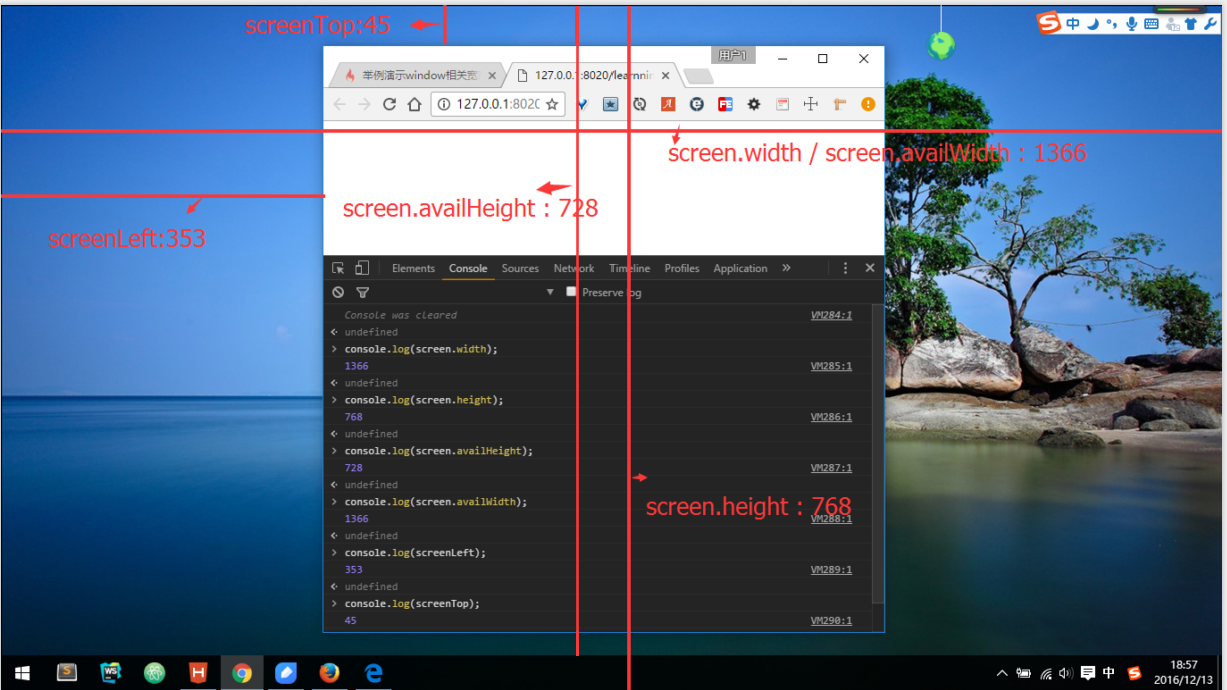 screenTop:45
中
用户1
举例演示window相关宽
127.0.0.1:8020/learnnin
127.0.0.1:8020
screen.width / screen.availWidth : 1366
screen.availHeight : 728
screenLeft:353
Elements Console Sources Network Timeline Profiles Application »
Preserve log
Console was cleared VM284:1
undefined
console.log(screen.width);
1366 VM285:1
undefined
console.log(screen.height);
768 VM286:1
undefined
console.log(screen.availHeight);
728 VM287:1
undefined
screen.height : 768
console.log(screen.availWidth);
1366 VM288:1
undefined
console.log(screenLeft);
353 VM289:1
undefined
console.log(screenTop);
45 VM290:1
中
18:57
2016/12/13